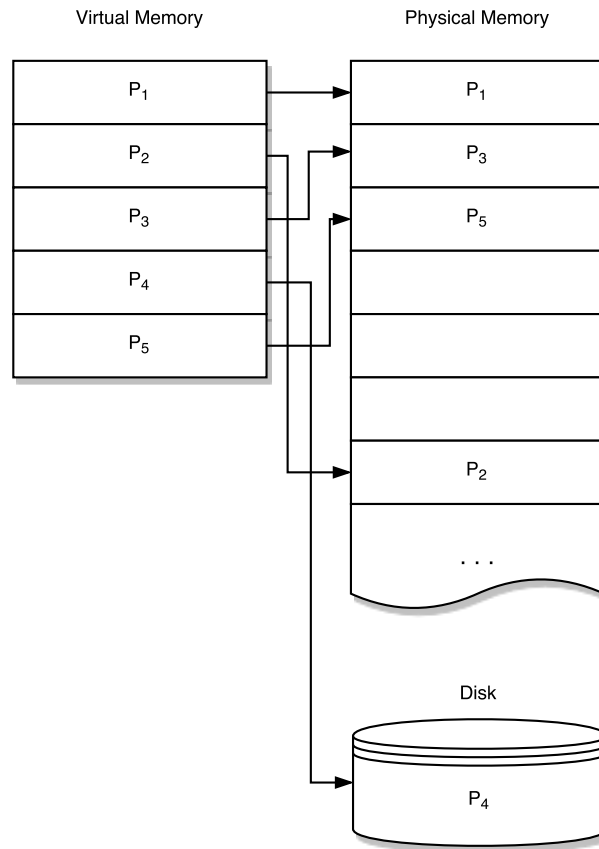 Virtual Memory
Physical Memory
P₁
P₂
P₃
P₄
P₅
P₁
P₃
P₅
P₂
. . .
Disk
P₄